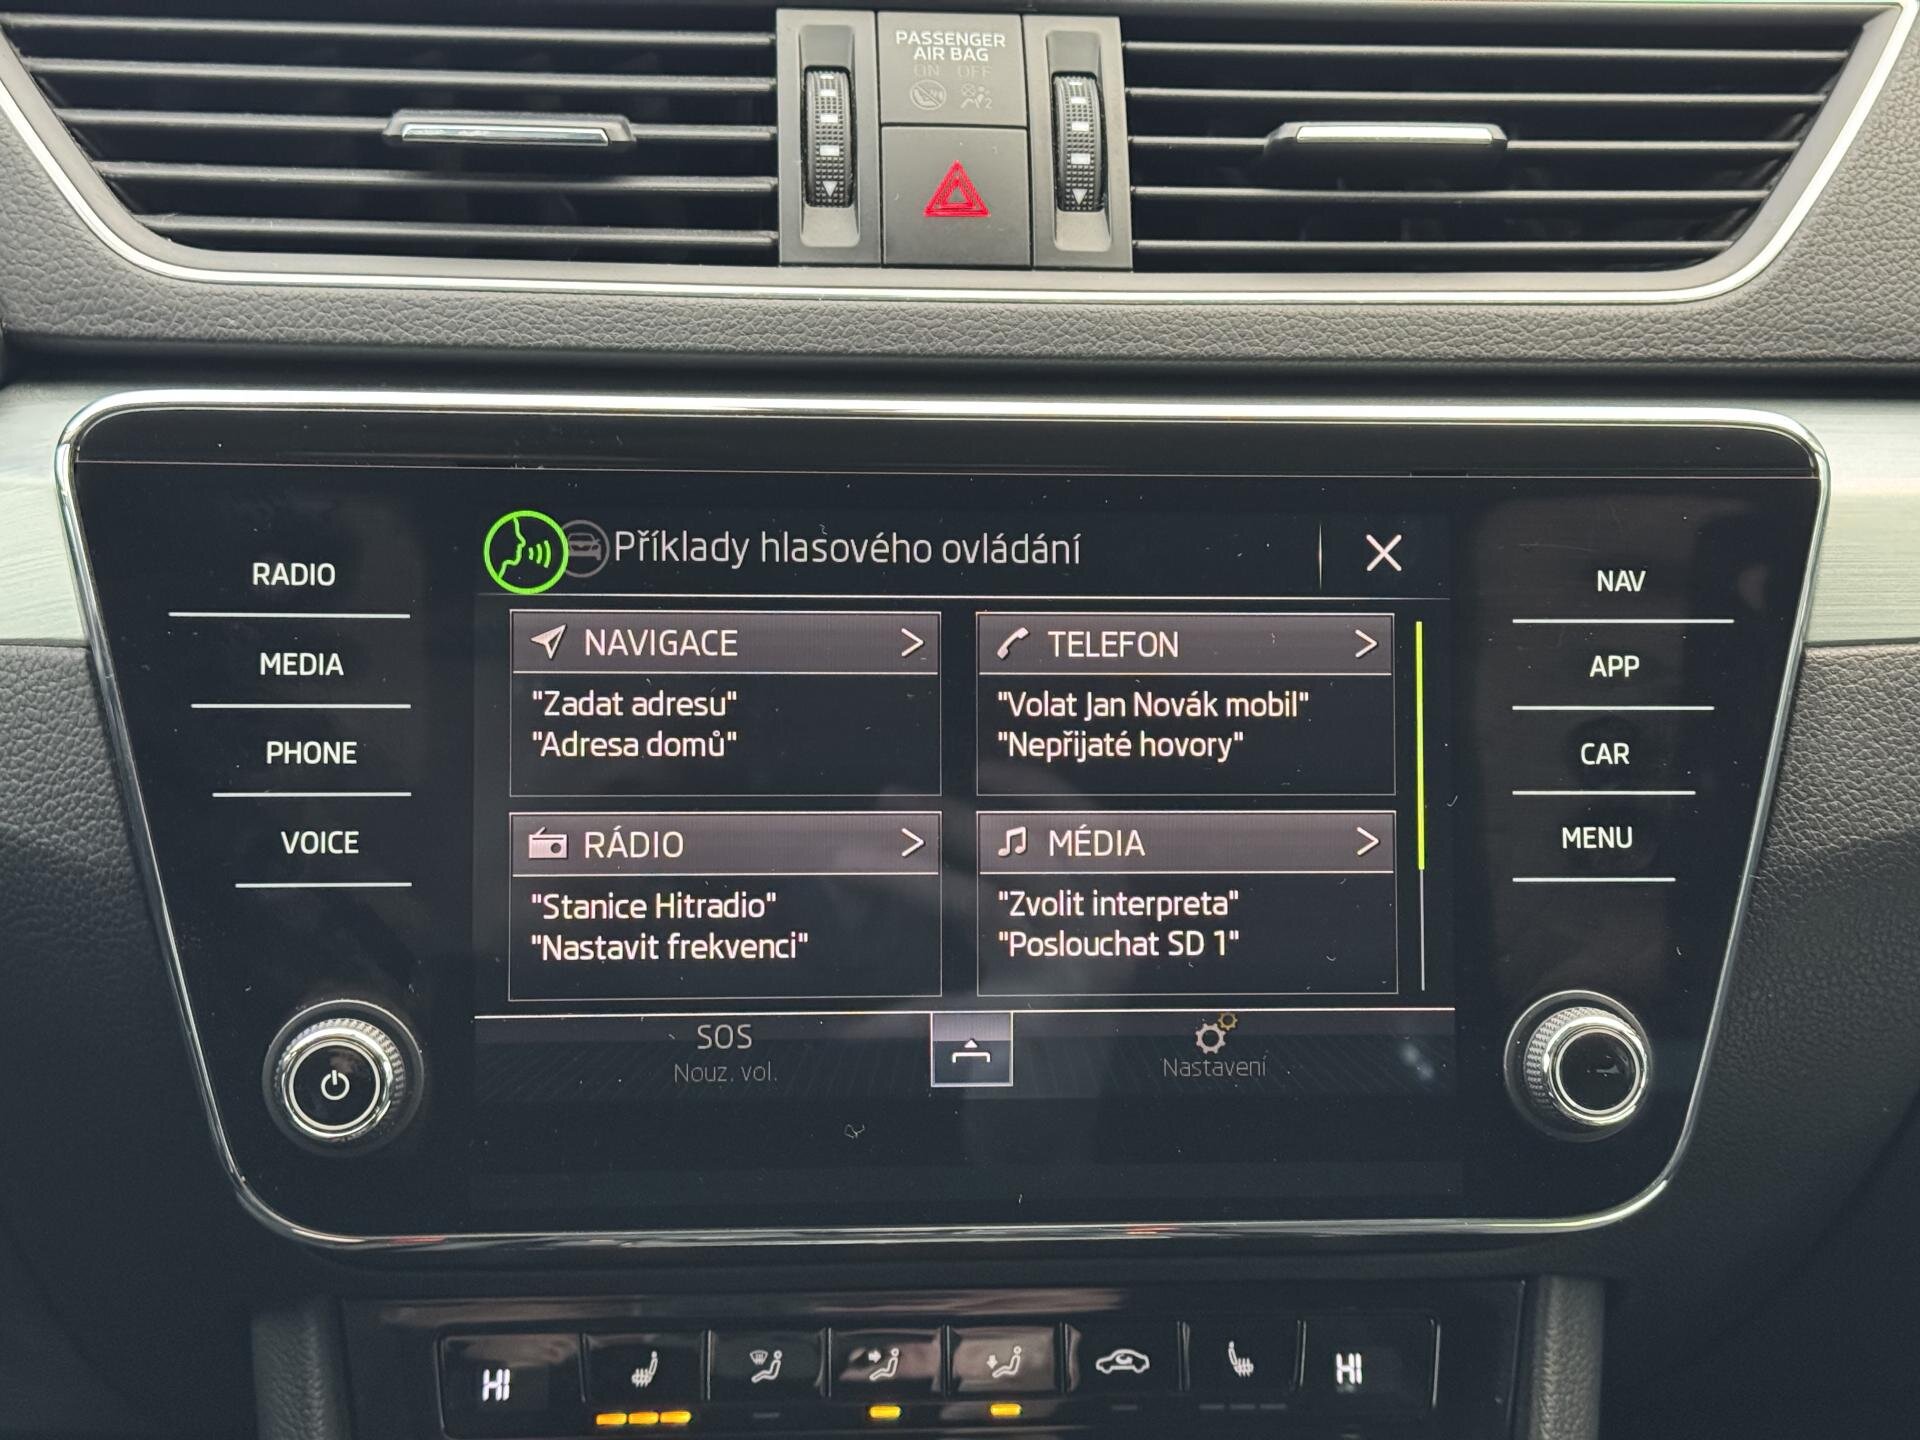 PASSENGER
AIR BAG
ON OFF
2
RADIO
MEDIA
PHONE
VOICE
Příklady hlasového ovládání
NAVIGACE
"Zadat adresu"
"Adresa domů"
TELEFON
"Volat Jan Novák mobil"
"Nepřijaté hovory"
RÁDIO
"Stanice Hitradio"
"Nastavit frekvenci"
MÉDIA
"Zvolit interpreta"
"Poslouchat SD 1"
SOS
Nouz. vol.
Nastavení
NAV
APP
CAR
MENU
HI
HI